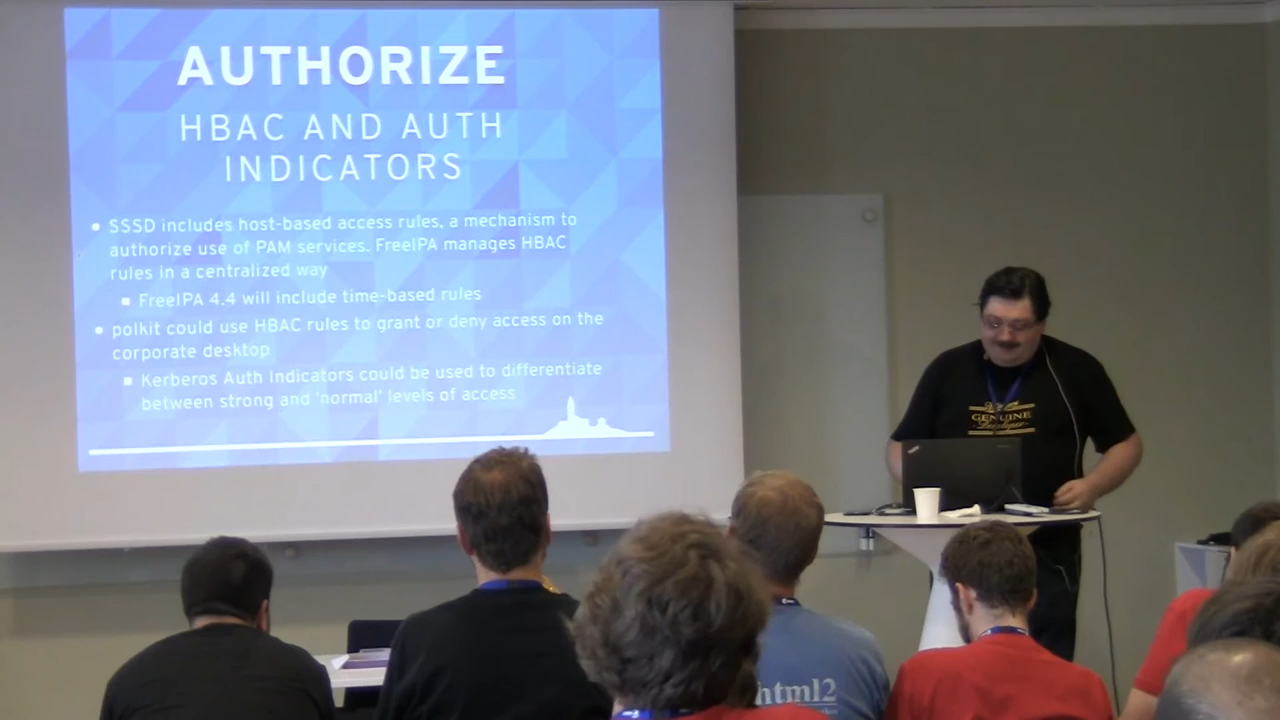 AUTHORIZE
HBAC AND AUTH
INDICATORS
• SSSD includes host-based access rules, a mechanism to
authorize use of PAM services. FreeIPA manages HBAC
rules in a centralized way
▪ FreeIPA 4.4 will include time-based rules
• polkit could use HBAC rules to grant or deny access on the
corporate desktop
▪ Kerberos Auth Indicators could be used to differentiate
between strong and 'normal' levels of access
GENUINE
Developer
html2